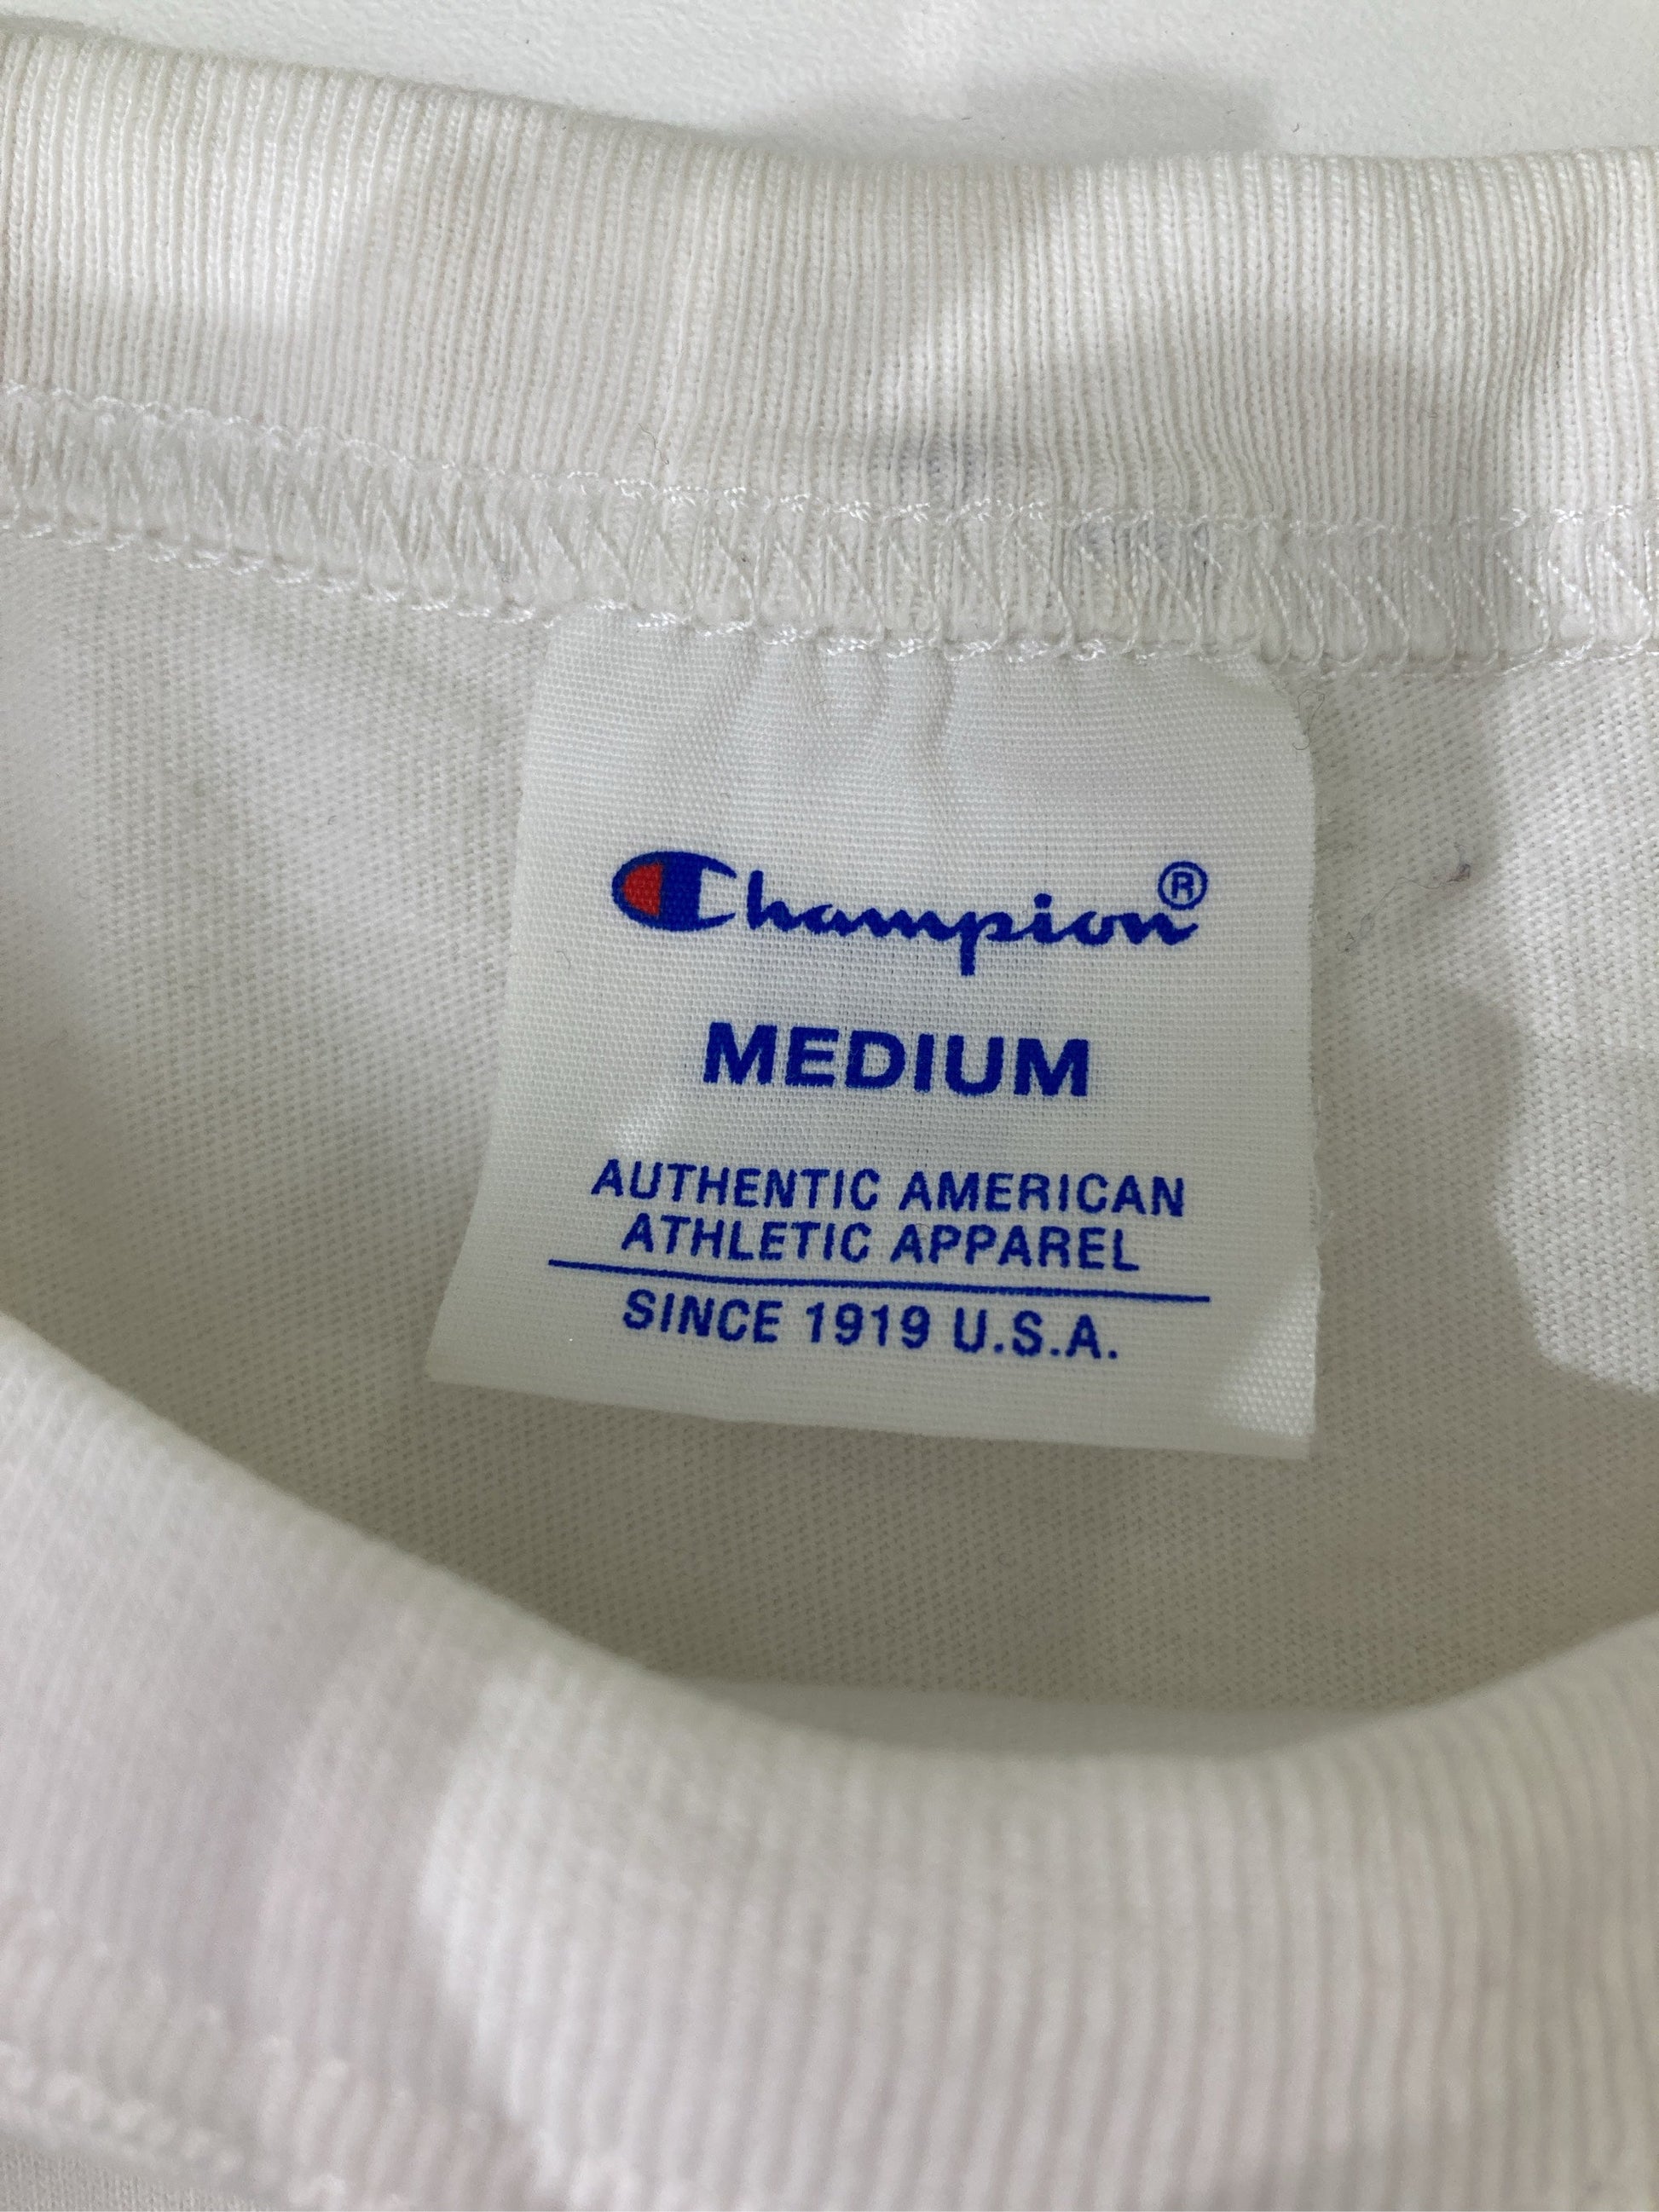 Champion®
MEDIUM
AUTHENTIC AMERICAN
ATHLETIC APPAREL
SINCE 1919 U.S.A.